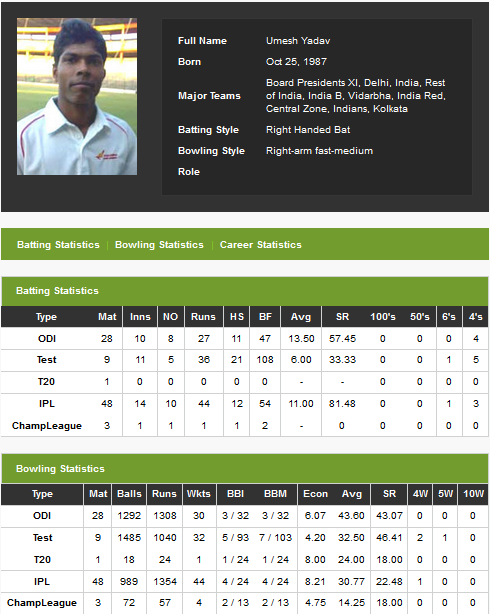 Full Name Umesh Yadav
Born Oct 25, 1987
Major Teams Board Presidents XI, Delhi, India, Rest
of India, India B, Vidarbha, India Red,
Central Zone, Indians, Kolkata
Batting Style Right Handed Bat
Bowling Style Right-arm fast-medium
Role
Batting Statistics | Bowling Statistics | Career Statistics
Batting Statistics
Type Mat Inns NO Runs HS BF Avg SR 100's 50's 6's 4's
ODI 28 10 8 27 11 47 13.50 57.45 0 0 0 4
Test 9 11 5 36 21 108 6.00 33.33 0 0 1 5
T20 1 0 0 0 0 0 - - 0 0 0 0
IPL 48 14 10 44 12 54 11.00 81.48 0 0 1 3
ChampLeague 3 1 1 1 1 2 - 0 0 0 0 0
Bowling Statistics
Type Mat Balls Runs Wkts BBI BBM Econ Avg SR 4W 5W 10W
ODI 28 1292 1308 30 3 / 32 3 / 32 6.07 43.60 43.07 0 0 0
Test 9 1485 1040 32 5 / 93 7 / 103 4.20 32.50 46.41 2 1 0
T20 1 18 24 1 1 / 24 1 / 24 8.00 24.00 18.00 0 0 0
IPL 48 989 1354 44 4 / 24 4 / 24 8.21 30.77 22.48 1 0 0
ChampLeague 3 72 57 4 2 / 13 2 / 13 4.75 14.25 18.00 0 0 0